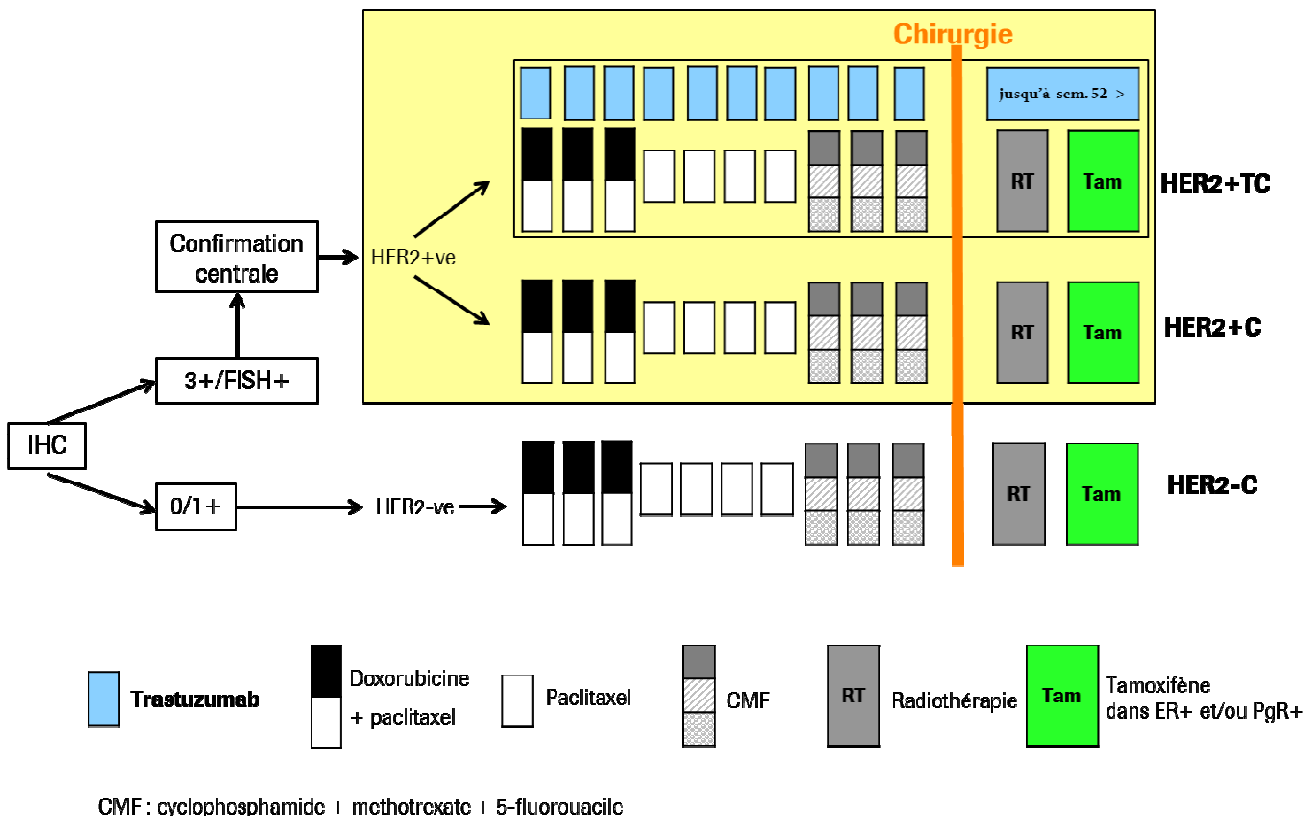 Chirurgie
jusqu'à sem. 52 >
RT
Tam
HER2+TC
Confirmation
centrale
HER2+ve
RT
Tam
HER2+C
3+/FISH+
IHC
0/1+
HER2-ve
RT
Tam
HER2-C
Trastuzumab
Doxorubicine
+ paclitaxel
Paclitaxel
CMF
RT
Radiothérapie
Tam
Tamoxifène
dans ER+ et/ou PgR+
CMF : cyclophosphamide + methotrexate + 5-fluorouacile